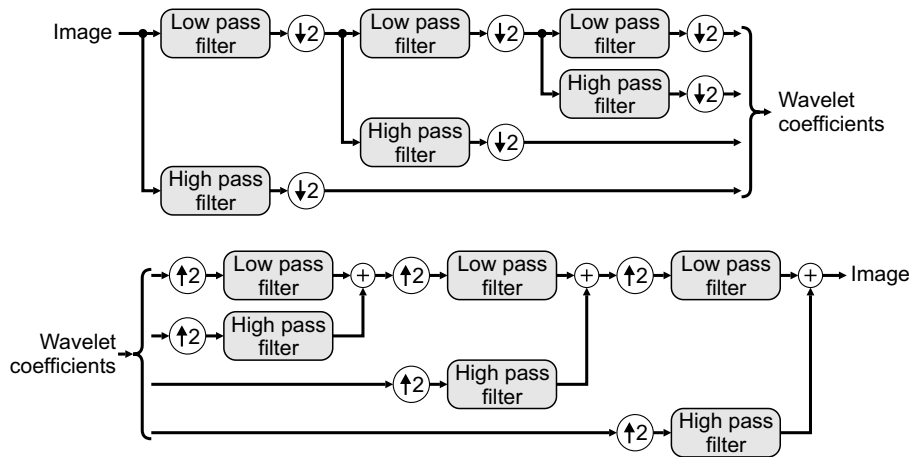 Image
Low pass
filter
↓2
Low pass
filter
↓2
Low pass
filter
↓2
High pass
filter
↓2
High pass
filter
↓2
High pass
filter
↓2
Wavelet
coefficients
Wavelet
coefficients
↑2
Low pass
filter
+
↑2
Low pass
filter
+
↑2
Low pass
filter
+
Image
↑2
High pass
filter
↑2
High pass
filter
↑2
High pass
filter